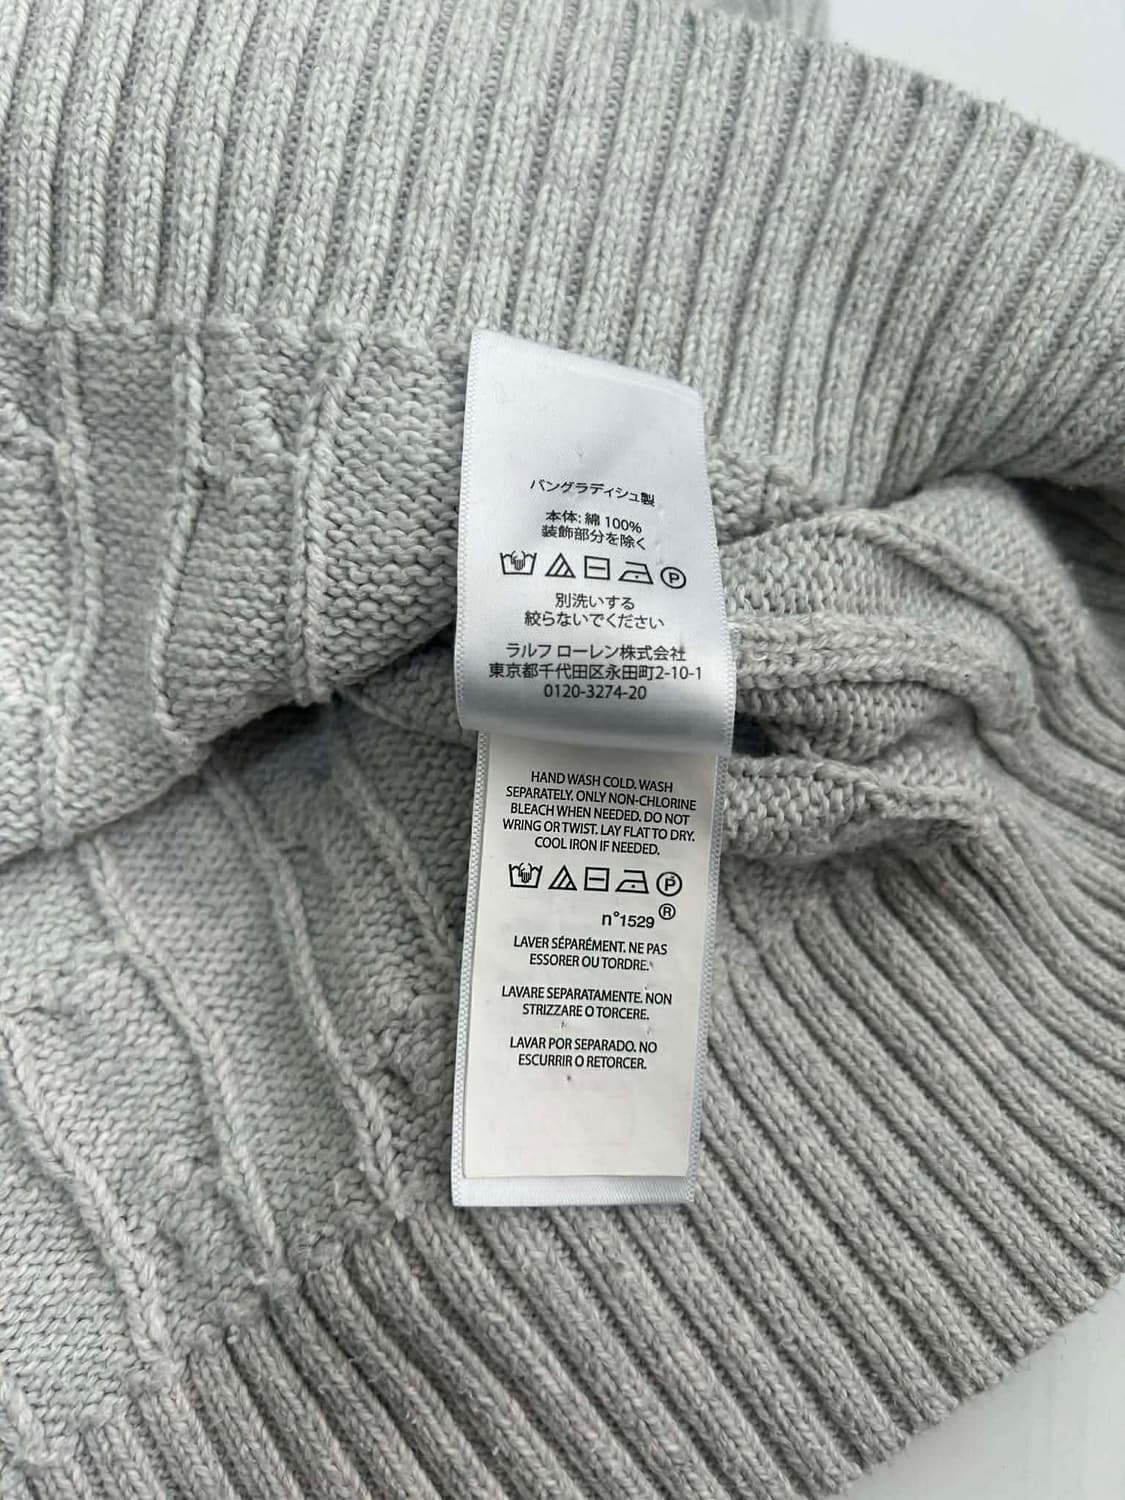 バングラディシュ製
本体: 綿 100%
装飾部分を除く
P
別洗いする
絞らないでください
ラルフ ローレン株式会社
東京都千代田区永田町2-10-1
0120-3274-20
HAND WASH COLD. WASH
SEPARATELY. ONLY NON-CHLORINE
BLEACH WHEN NEEDED. DO NOT
WRING OR TWIST. LAY FLAT TO DRY.
COOL IRON IF NEEDED.
P
n°1529 ®
LAVER SÉPARÉMENT. NE PAS
ESSORER OU TORDRE.
LAVARE SEPARATAMENTE. NON
STRIZZARE O TORCERE.
LAVAR POR SEPARADO. NO
ESCURRIR O RETORCER.